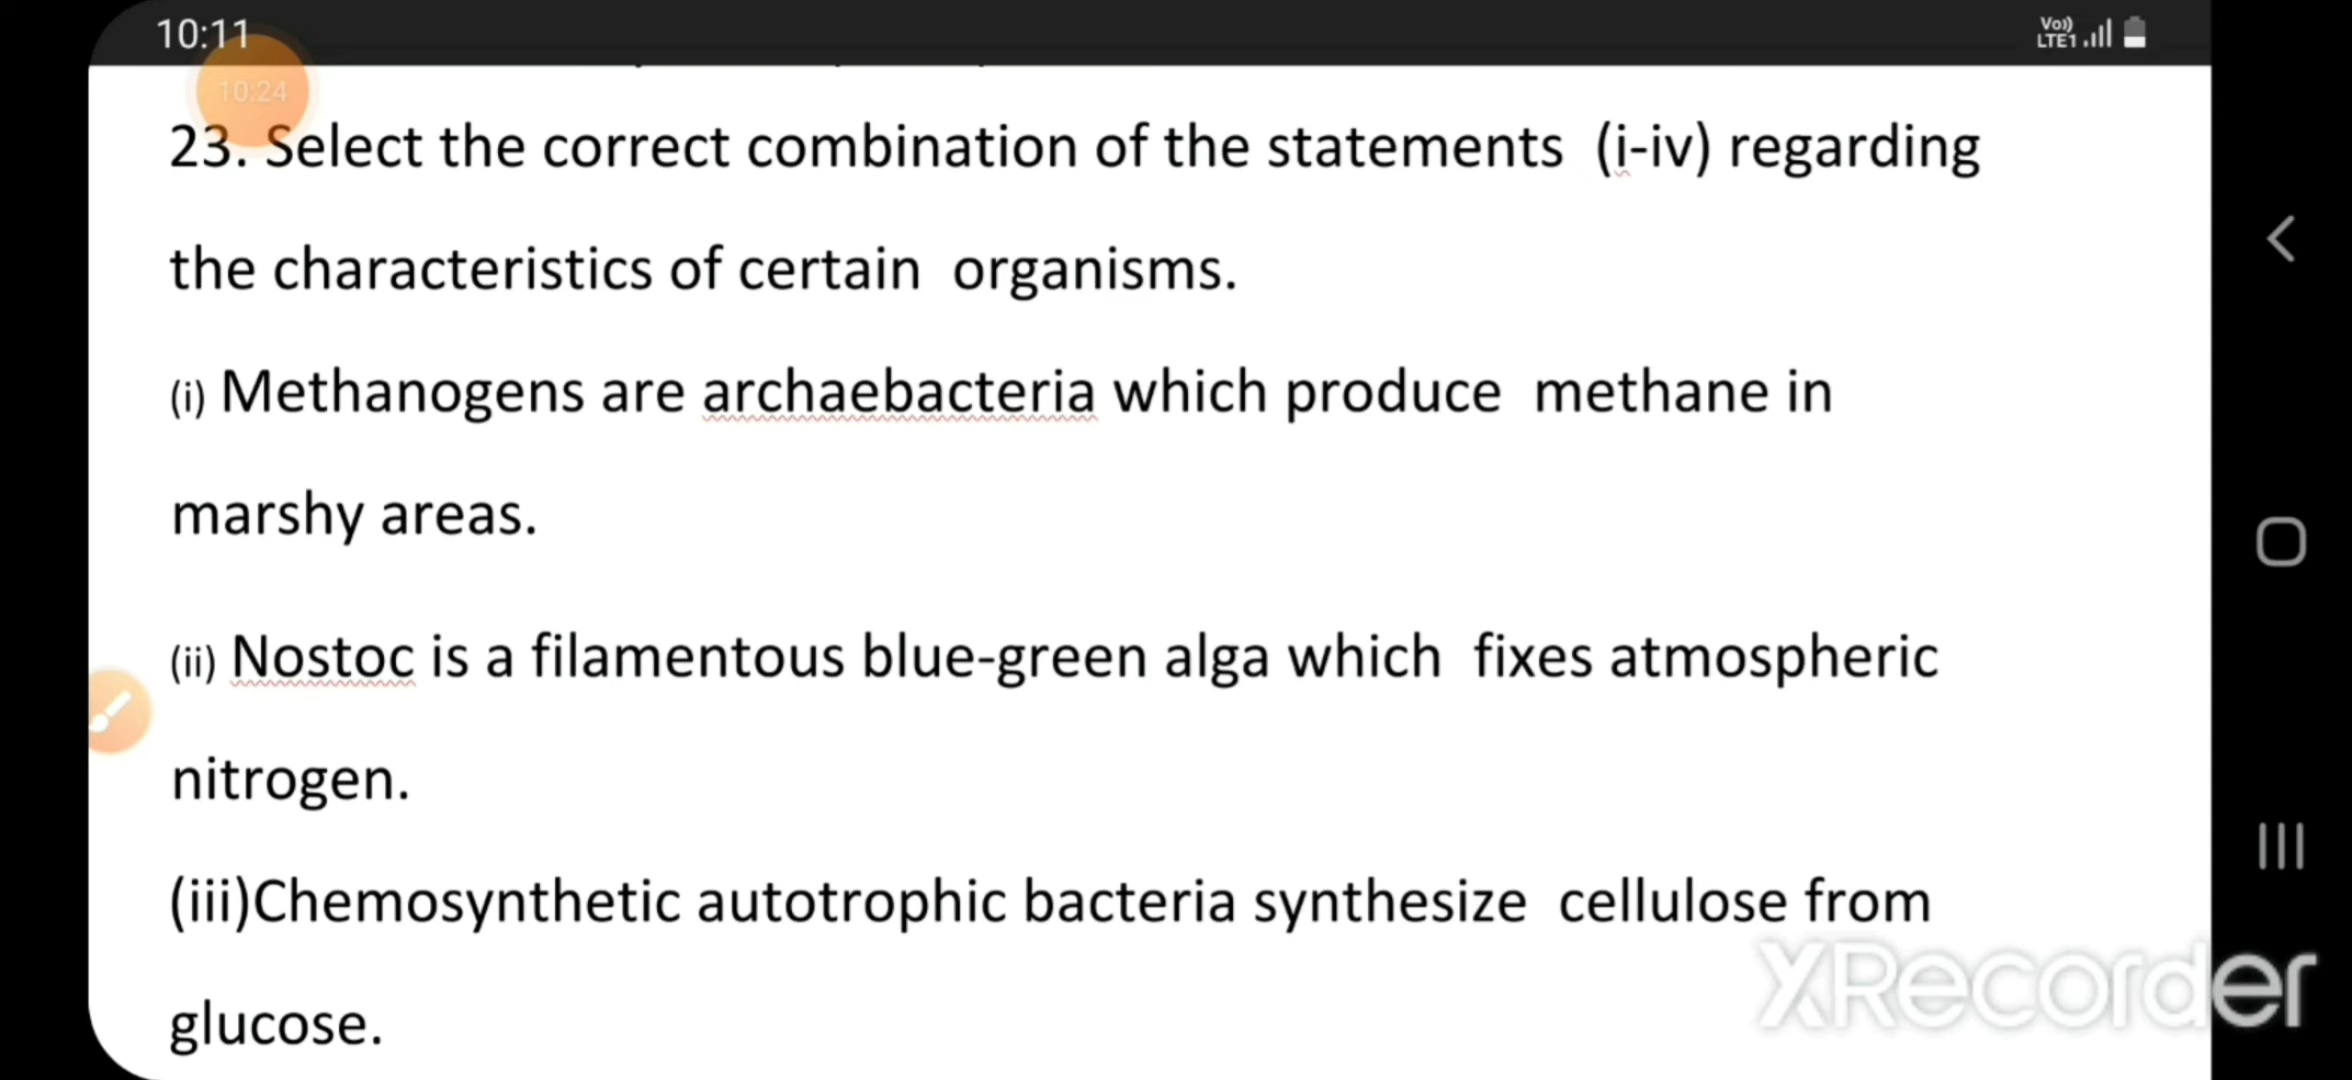 10:11
Vo)) LTE1
10:24
23. Select the correct combination of the statements (i-iv) regarding
the characteristics of certain organisms.
(i) Methanogens are archaebacteria which produce methane in
marshy areas.
(ii) Nostoc is a filamentous blue-green alga which fixes atmospheric
nitrogen.
(iii)Chemosynthetic autotrophic bacteria synthesize cellulose from
glucose.
XRecorder